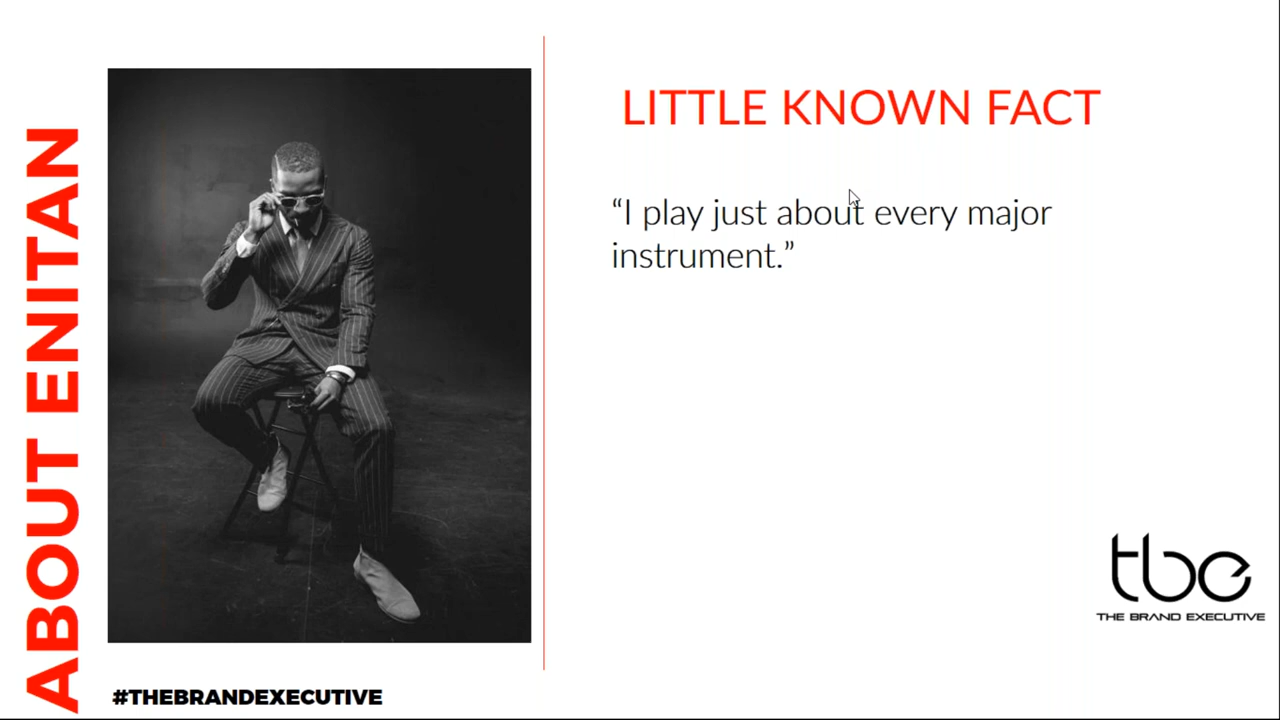 ABOUT ENITAN
LITTLE KNOWN FACT
“I play just about every major
instrument.”
tbe
THE BRAND EXECUTIVE
#THEBRANDEXECUTIVE